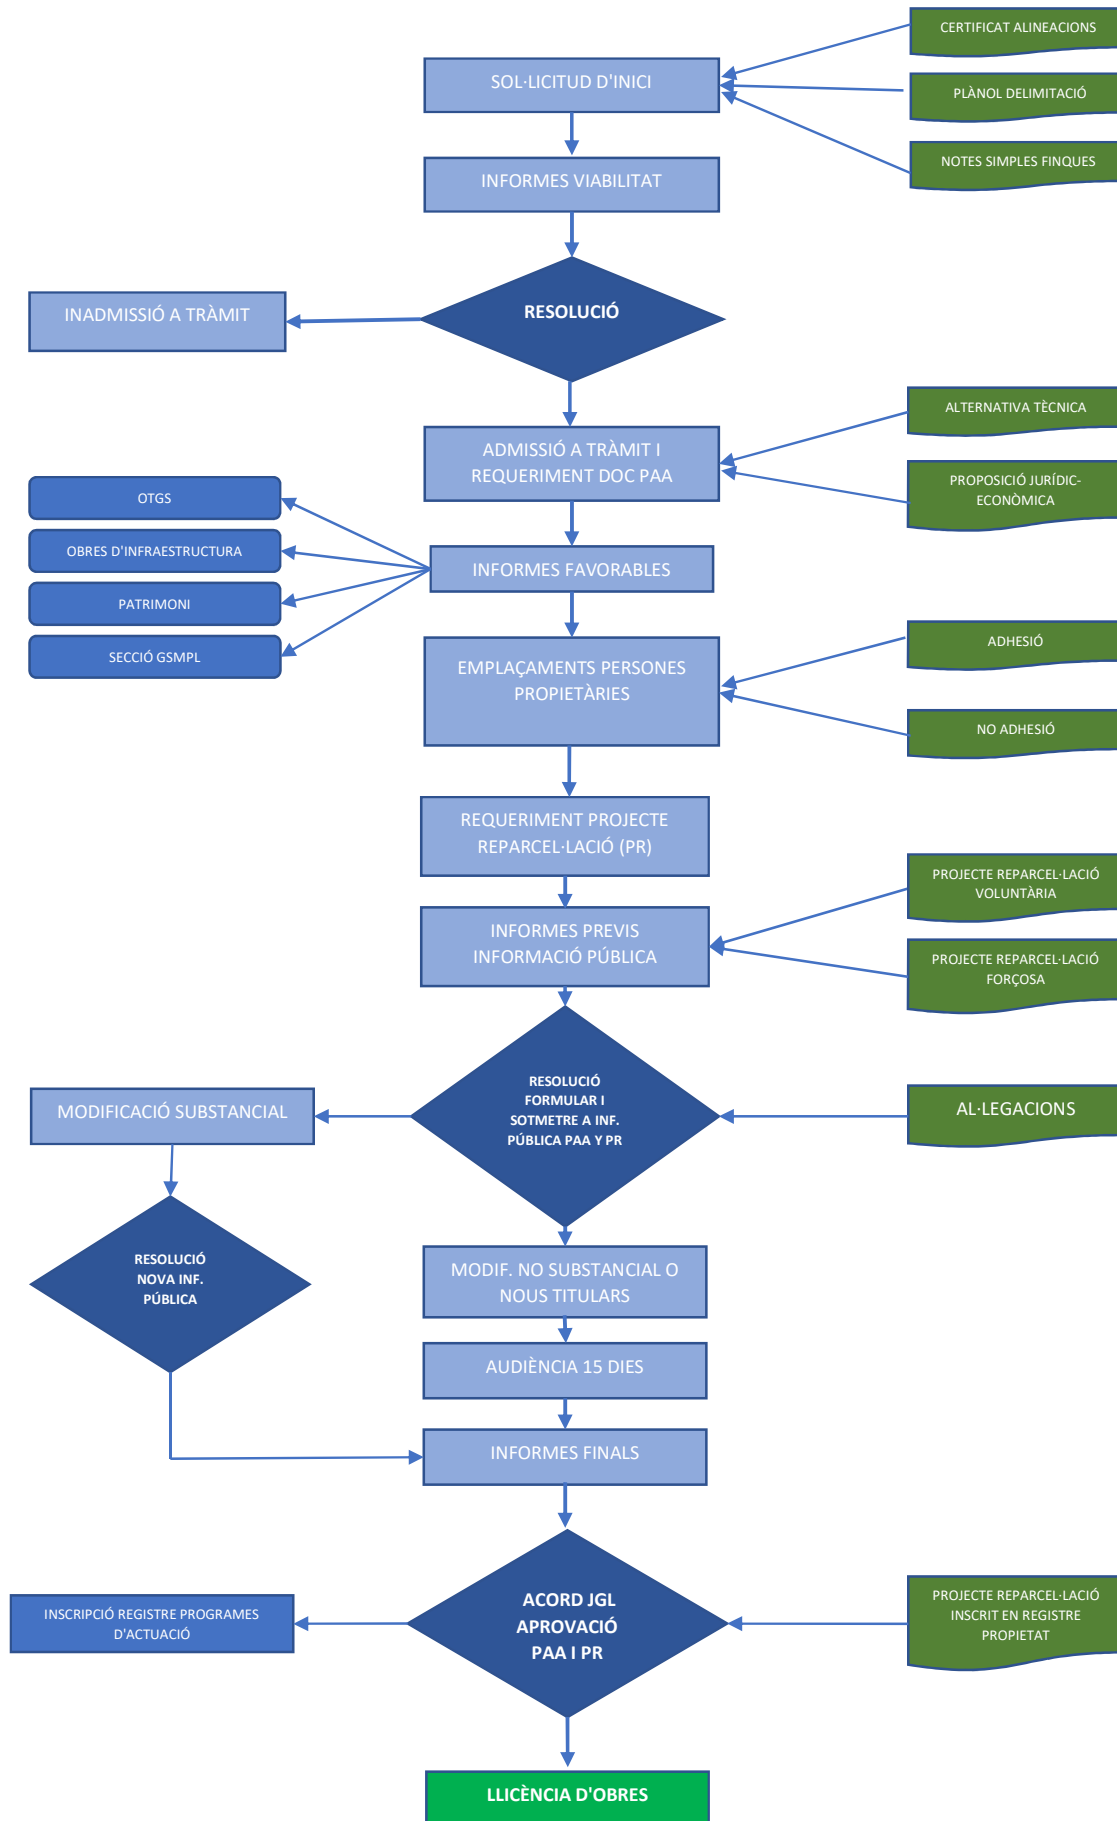 CERTIFICAT ALINEACIONS
SOL·LICITUD D'INICI
PLÀNOL DELIMITACIÓ
NOTES SIMPLES FINQUES
INFORMES VIABILITAT
RESOLUCIÓ
INADMISSIÓ A TRÀMIT
ALTERNATIVA TÈCNICA
ADMISSIÓ A TRÀMIT I
REQUERIMENT DOC PAA
PROPOSICIÓ JURÍDIC-
ECONÒMICA
OTGS
OBRES D'INFRAESTRUCTURA
PATRIMONI
SECCIÓ GSMPL
INFORMES FAVORABLES
EMPLAÇAMENTS PERSONES
PROPIETÀRIES
ADHESIÓ
NO ADHESIÓ
REQUERIMENT PROJECTE
REPARCEL·LACIÓ (PR)
PROJECTE REPARCEL·LACIÓ
VOLUNTÀRIA
INFORMES PREVIS
INFORMACIÓ PÚBLICA
PROJECTE REPARCEL·LACIÓ
FORÇOSA
RESOLUCIÓ
FORMULAR I
SOTMETRE A INF.
PÚBLICA PAA Y PR
MODIFICACIÓ SUBSTANCIAL
AL·LEGACIONS
RESOLUCIÓ
NOVA INF.
PÚBLICA
MODIF. NO SUBSTANCIAL O
NOUS TITULARS
AUDIÈNCIA 15 DIES
INFORMES FINALS
ACORD JGL
APROVACIÓ
PAA I PR
INSCRIPCIÓ REGISTRE PROGRAMES
D'ACTUACIÓ
PROJECTE REPARCEL·LACIÓ
INSCRIT EN REGISTRE
PROPIETAT
LLICÈNCIA D'OBRES